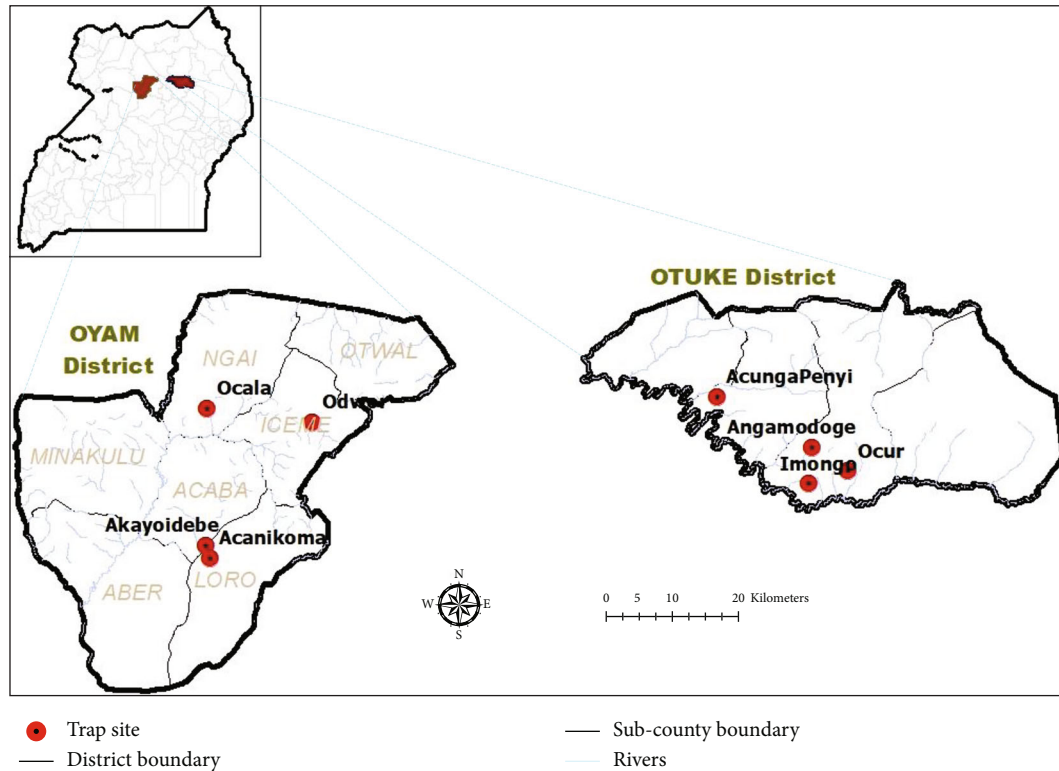 OTUKE District
OYAM
District
NGAI
OTWAL
AcungaPenyi
Ocala
ICEME
Angamodoge
Ocur
MINAKULU
Imongo
ACABA
Akayoidebe
Acanikoma
LORO
ABER
N
W
E
S
0 5 10 20 Kilometers
Trap site
Sub-county boundary
District boundary
Rivers